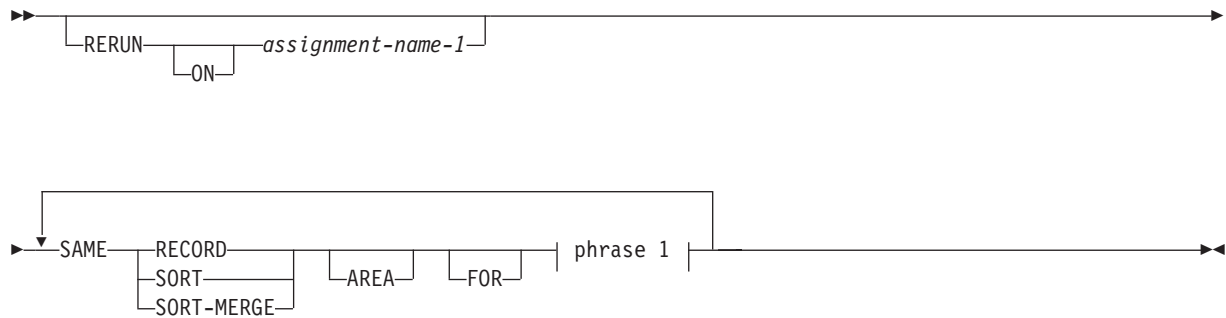 RERUN ON assignment-name-1
SAME RECORD AREA FOR phrase 1
SORT
SORT-MERGE